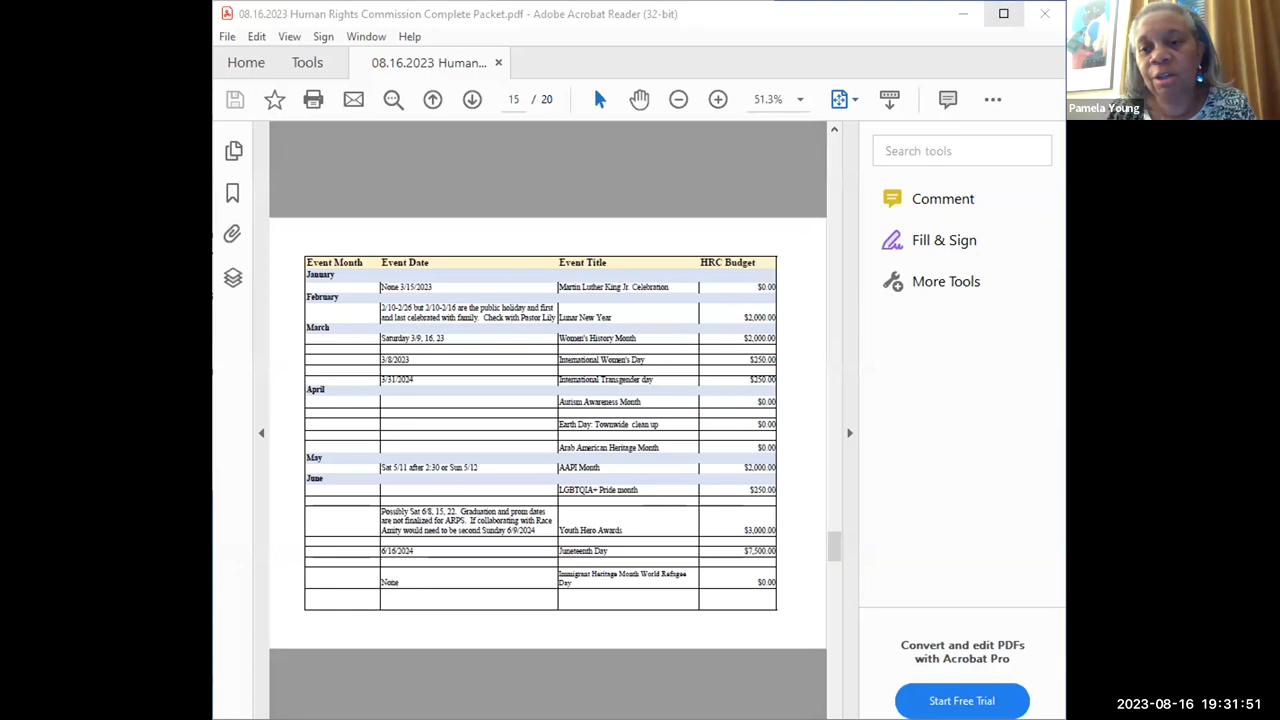 08.16.2023 Human Rights Commission Complete Packet.pdf - Adobe Acrobat Reader (32-bit)
File Edit View Sign Window Help
Home Tools 08.16.2023 Human... ×
15 / 20 51.3%
Search tools
Comment
Fill & Sign
More Tools
Event Month Event Date Event Title HRC Budget
January
None 3/15/2023 Martin Luther King Jr. Celebration $0.00
February
2/10-2/26 but 2/10-2/16 are the public holiday and first
and last celebrated with family. Check with Pastor Lily Lunar New Year $2,000.00
March
Saturday 3/9, 16, 23 Women's History Month $2,000.00
3/8/2023 International Women's Day $250.00
3/31/2024 International Transgender day $250.00
April
Autism Awareness Month $0.00
Earth Day: Townwide clean up $0.00
Arab American Heritage Month $0.00
May
Sat 5/11 after 2:30 or Sun 5/12 AAPI Month $2,000.00
June
LGBTQIA+ Pride month $250.00
Possibly Sat 6/8, 15, 22. Graduation and prom dates
are not finalized for ARPS. If collaborating with Race
Amity would need to be second Sunday 6/9/2024 Youth Hero Awards $3,000.00
6/16/2024 Juneteenth Day $7,500.00
Immigrant Heritage Month World Refugee
None Day $0.00
Convert and edit PDFs
with Acrobat Pro
Start Free Trial
Pamela Young
2023-08-16 19:31:51